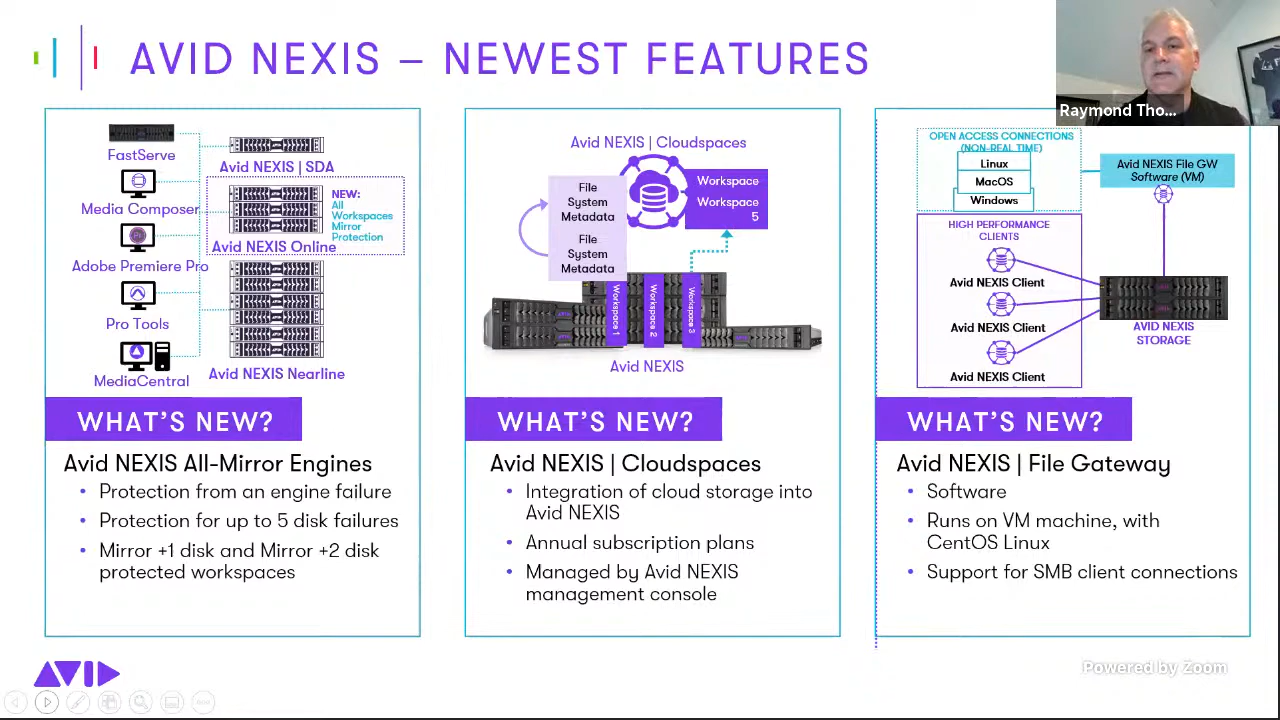 AVID NEXIS – NEWEST FEATURES
Raymond Tho...
FastServe
Media Composer
Adobe Premiere Pro
Pro Tools
MediaCentral
Avid NEXIS | SDA
NEW:
All
Workspaces
Mirror
Protection
Avid NEXIS Online
Avid NEXIS Nearline
WHAT'S NEW?
Avid NEXIS All-Mirror Engines
• Protection from an engine failure
• Protection for up to 5 disk failures
• Mirror +1 disk and Mirror +2 disk
protected workspaces
Avid NEXIS | Cloudspaces
File
System
Metadata
File
System
Metadata
Workspace
Workspace
5
Workspace 1
Workspace 2
Workspace 3
Avid NEXIS
WHAT'S NEW?
Avid NEXIS | Cloudspaces
• Integration of cloud storage into
Avid NEXIS
• Annual subscription plans
• Managed by Avid NEXIS
management console
OPEN ACCESS CONNECTIONS
(NON-REAL TIME)
Linux
MacOS
Windows
Avid NEXIS File GW
Software (VM)
HIGH PERFORMANCE
CLIENTS
Avid NEXIS Client
Avid NEXIS Client
Avid NEXIS Client
AVID NEXIS
STORAGE
WHAT'S NEW?
Avid NEXIS | File Gateway
• Software
• Runs on VM machine, with
CentOS Linux
• Support for SMB client connections
AVID
Powered by Zoom